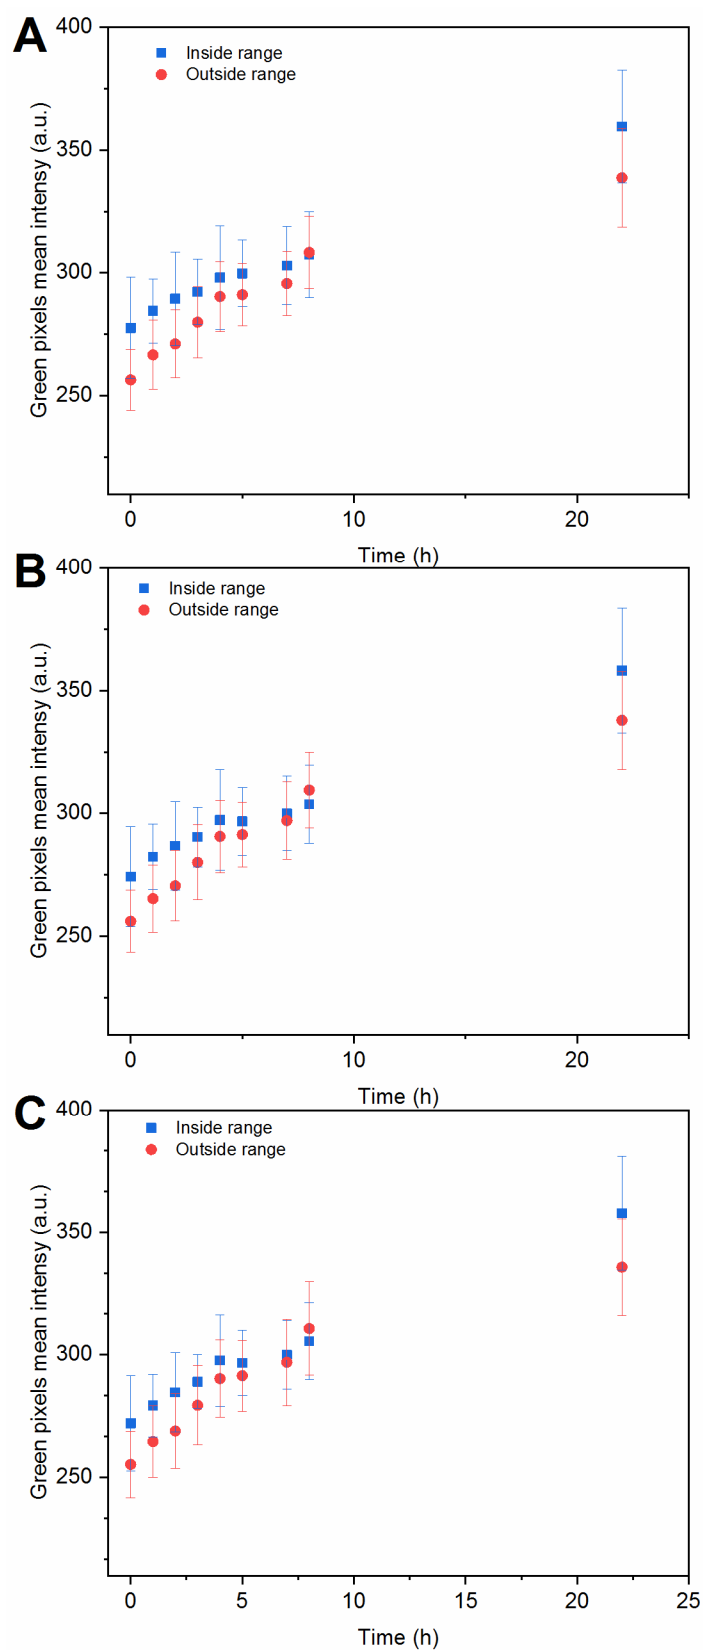 A
Inside range
Outside range
Green pixels mean intensy (a.u.)
400
350
300
250
0
10
20
Time (h)
B
Inside range
Outside range
Green pixels mean intensy (a.u.)
400
350
300
250
0
10
20
Time (h)
C
Inside range
Outside range
Green pixels mean intensy (a.u.)
400
350
300
250
0
5
10
15
20
25
Time (h)